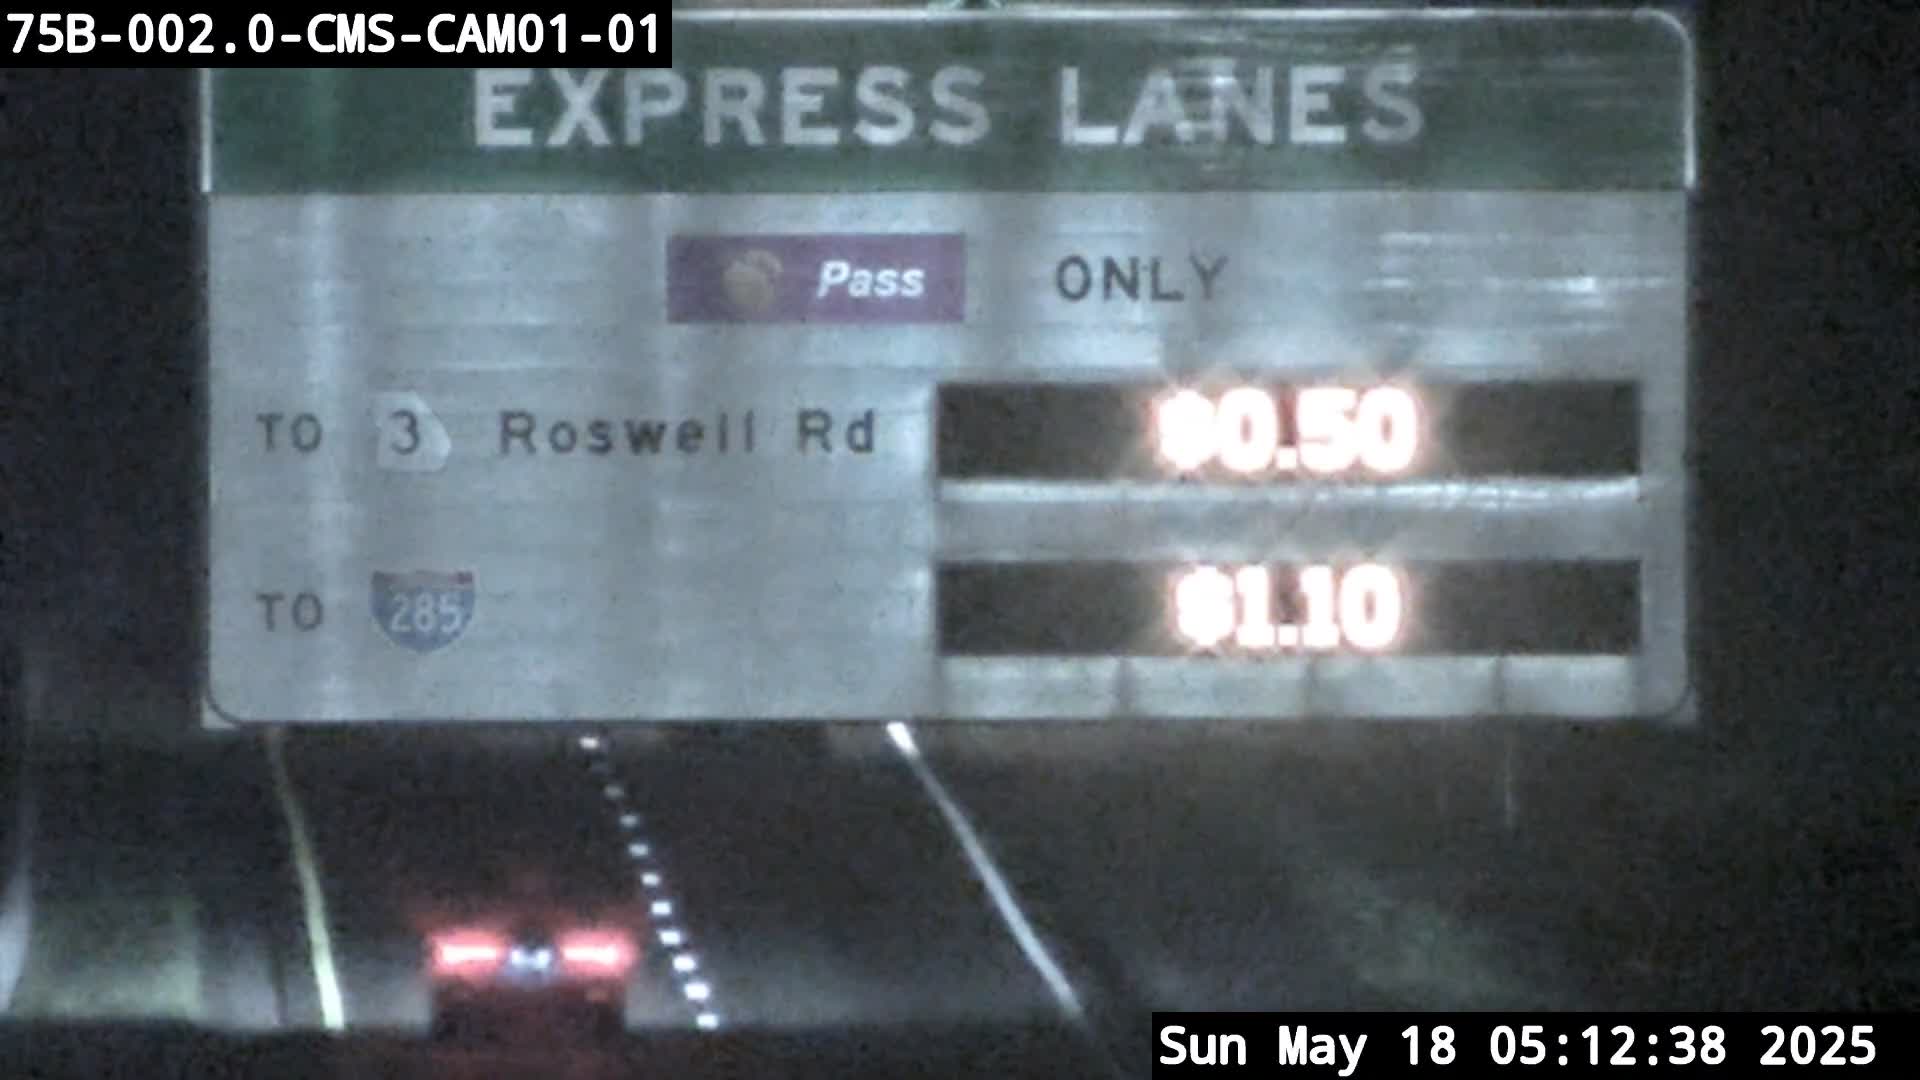 75B-002.0-CMS-CAM01-01
EXPRESS LANES
Pass ONLY
TO 3 Roswell Rd $0.50
TO 285 $1.10
Sun May 18 05:12:38 2025